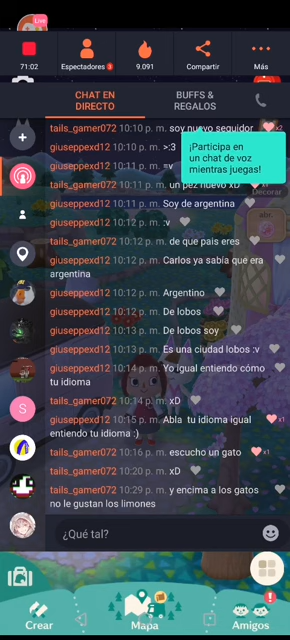 Live
71:02
Espectadores 3
9.091
Compartir
Más
CHAT EN DIRECTO
BUFFS & REGALOS
tails_gamer072 10:10 p. m. soy nuevo seguidor x2
giuseppexd12 10:10 p. m. >:3
giuseppexd12 10:11 p. m. =v
tails_gamer072 10:11 p. m. un pez nuevo xD
¡Participa en
un chat de voz
mientras juegas!
Decorar
giuseppexd12 10:11 p. m. Soy de argentina
giuseppexd12 10:12 p. m. :v
tails_gamer072 10:12 p. m. de que pais eres
giuseppexd12 10:12 p. m. Carlos ya sabía que era
argentina
giuseppexd12 10:12 p. m. Argentino
giuseppexd12 10:12 p. m. De lobos
giuseppexd12 10:13 p. m. De lobos soy
giuseppexd12 10:13 p. m. Es una ciudad lobos :v
giuseppexd12 10:14 p. m. Yo igual entiendo cómo
tu idioma
tails_gamer072 10:14 p. m. xD
giuseppexd12 10:15 p. m. Abla tu idioma igual x1
entiendo tu idioma :)
tails_gamer072 10:16 p. m. escucho un gato x1
tails_gamer072 10:20 p. m. xD
tails_gamer072 10:29 p. m. y encima a los gatos
no le gustan los limones
S
¿Qué tal?
Crear
Mapa
Amigos